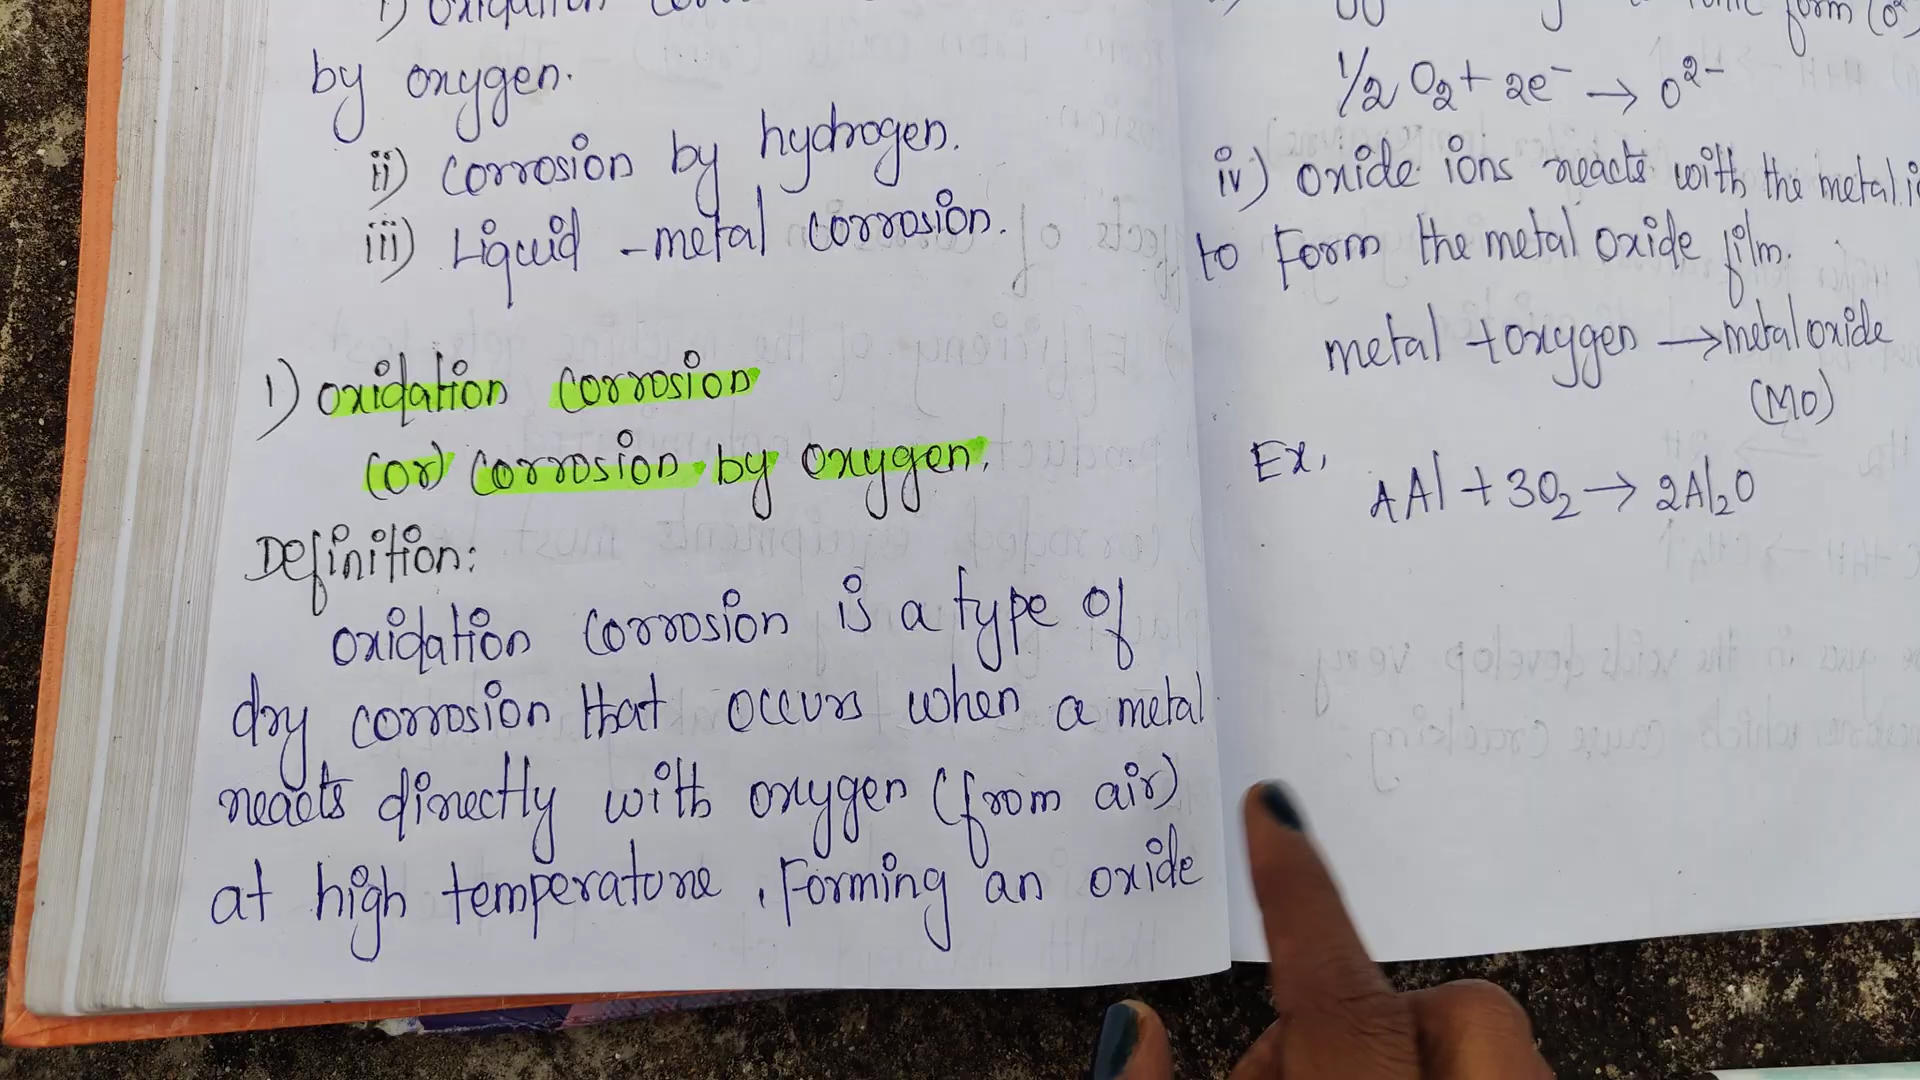 by oxygen.
ii) corrosion by hydrogen.
iii) Liquid - metal corrosion.
1) oxidation corrosion
(or) corrosion by oxygen.
Definition:
oxidation corrosion is a type of
dry corrosion that occurs when a metal
reacts directly with oxygen (from air)
at high temperature, Forming an oxide
form (O²
1/2 O₂ + 2e⁻ → O²⁻
iv) oxide ions reacts with the metal
to Form the metal oxide film.
metal + oxygen → metal oxide
(MO)
Ex,
4Al + 3O₂ → 2Al₂O